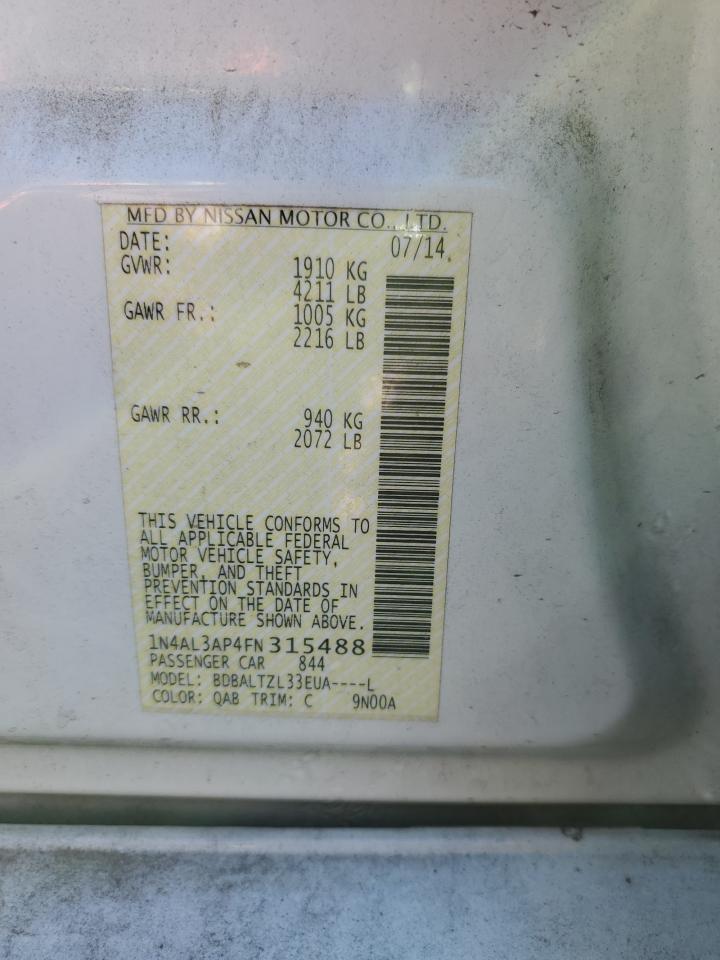 MFD BY NISSAN MOTOR CO., LTD.
DATE: 07/14
GVWR: 1910 KG
4211 LB
GAWR FR.: 1005 KG
2216 LB
GAWR RR.: 940 KG
2072 LB
THIS VEHICLE CONFORMS TO
ALL APPLICABLE FEDERAL
MOTOR VEHICLE SAFETY,
BUMPER, AND THEFT
PREVENTION STANDARDS IN
EFFECT ON THE DATE OF
MANUFACTURE SHOWN ABOVE.
1N4AL3AP4FN315488
PASSENGER CAR 844
MODEL: BDBALTZL33EUA----L
COLOR: QAB TRIM: C 9N00A